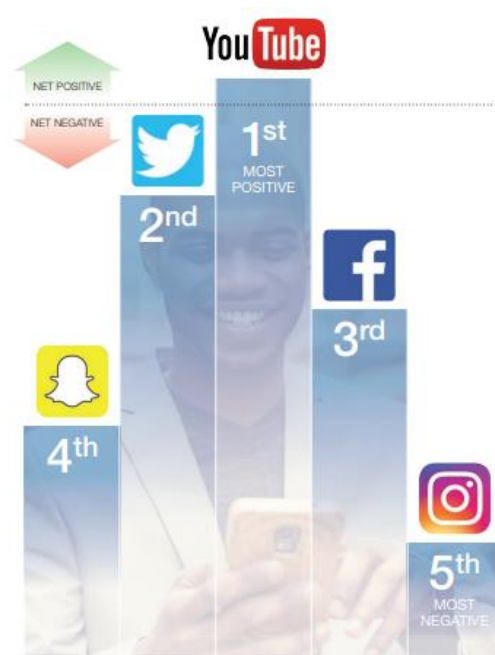 YouTube
NET POSITIVE
NET NEGATIVE
1st
MOST
POSITIVE
2nd
3rd
4th
5th
MOST
NEGATIVE